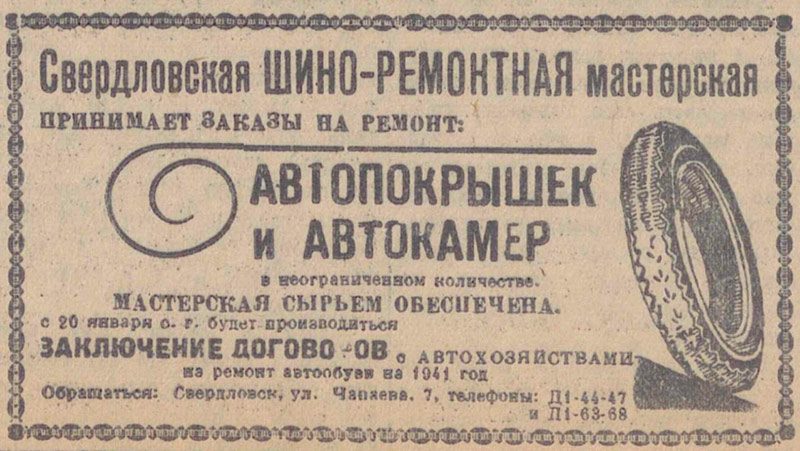 Свердловская ШИНО-РЕМОНТНАЯ мастерская
ПРИНИМАЕТ ЗАКАЗЫ НА РЕМОНТ:
АВТОПОКРЫШЕК
и АВТОКАМЕР
в неограниченном количестве.
МАСТЕРСКАЯ СЫРЬЕМ ОБЕСПЕЧЕНА.
с 20 января с. г. будет производиться
ЗАКЛЮЧЕНИЕ ДОГОВО -ОВ с АВТОХОЗЯЙСТВАМИ
на ремонт автообуви на 1941 год
Обращаться: Свердловск, ул. Чапаева, 7, телефоны: Д1-44-47
и Д1-63-68